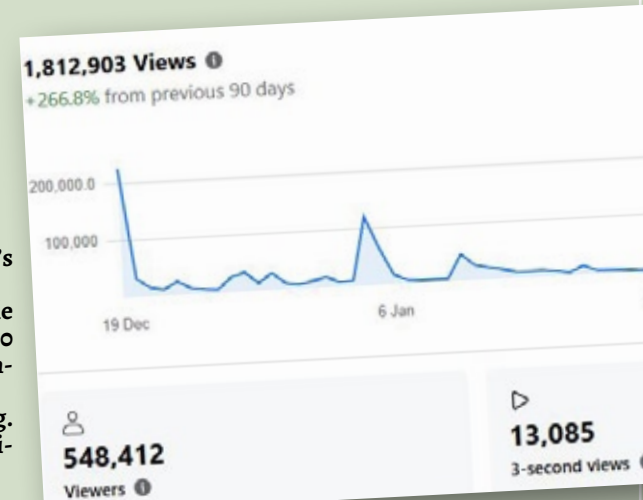 1,812,903 Views
+266.8% from previous 90 days
200,000.0
100,000
19 Dec
6 Jan
548,412
Viewers
13,085
3-second views
's
g.